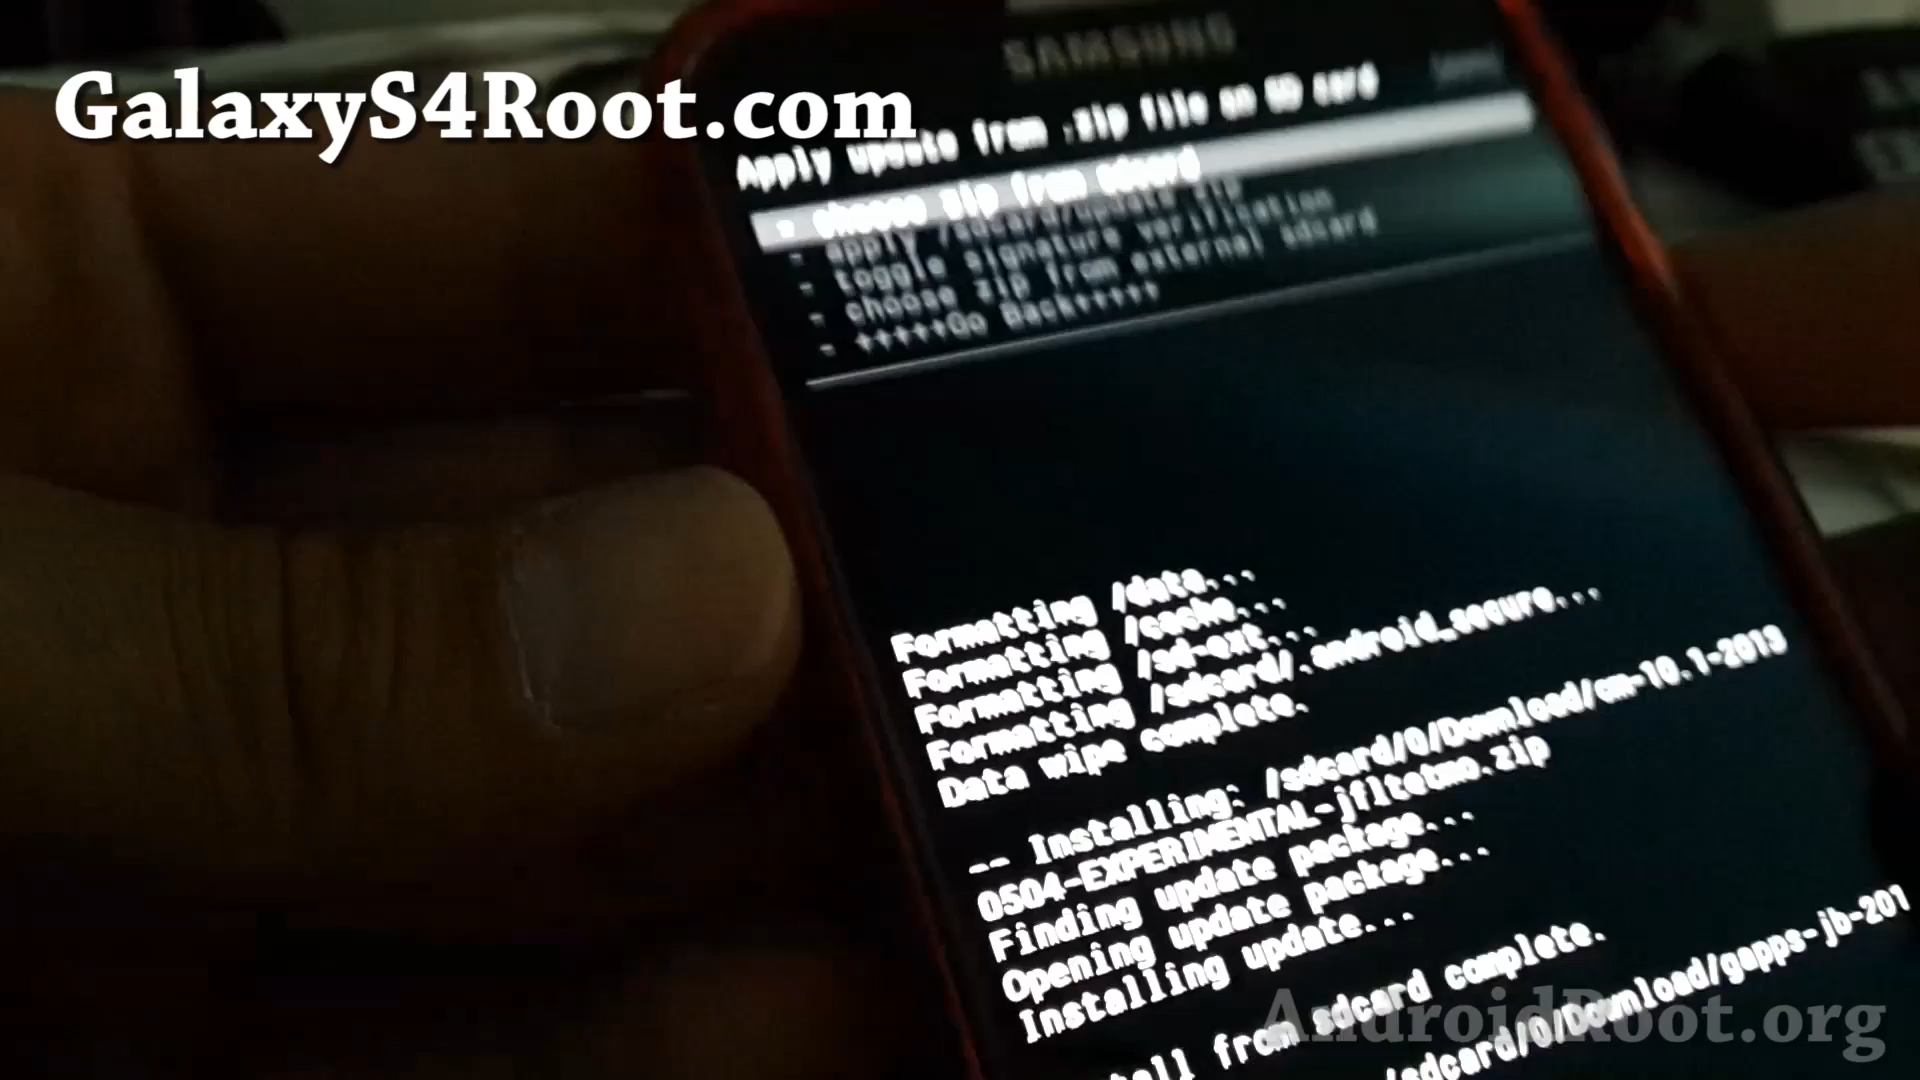 GalaxyS4Root.com
SAMSUNG
Apply update from .zip file on SD card
- choose zip from sdcard
- apply /sdcard/update.zip
- toggle signature verification
- choose zip from external sdcard
- +++++Go Back+++++
Formatting /data...
Formatting /cache...
Formatting /sd-ext...
Formatting /sdcard/.android_secure...
Data wipe complete.
-- Installing: /sdcard/0/Download/cm-10.1-2013
0504-EXPERIMENTAL-jfltetmo.zip
Finding update package...
Opening update package...
Installing update...
from sdcard complete.
/sdcard/0/Download/gapps-jb-201
AndroidRoot.org